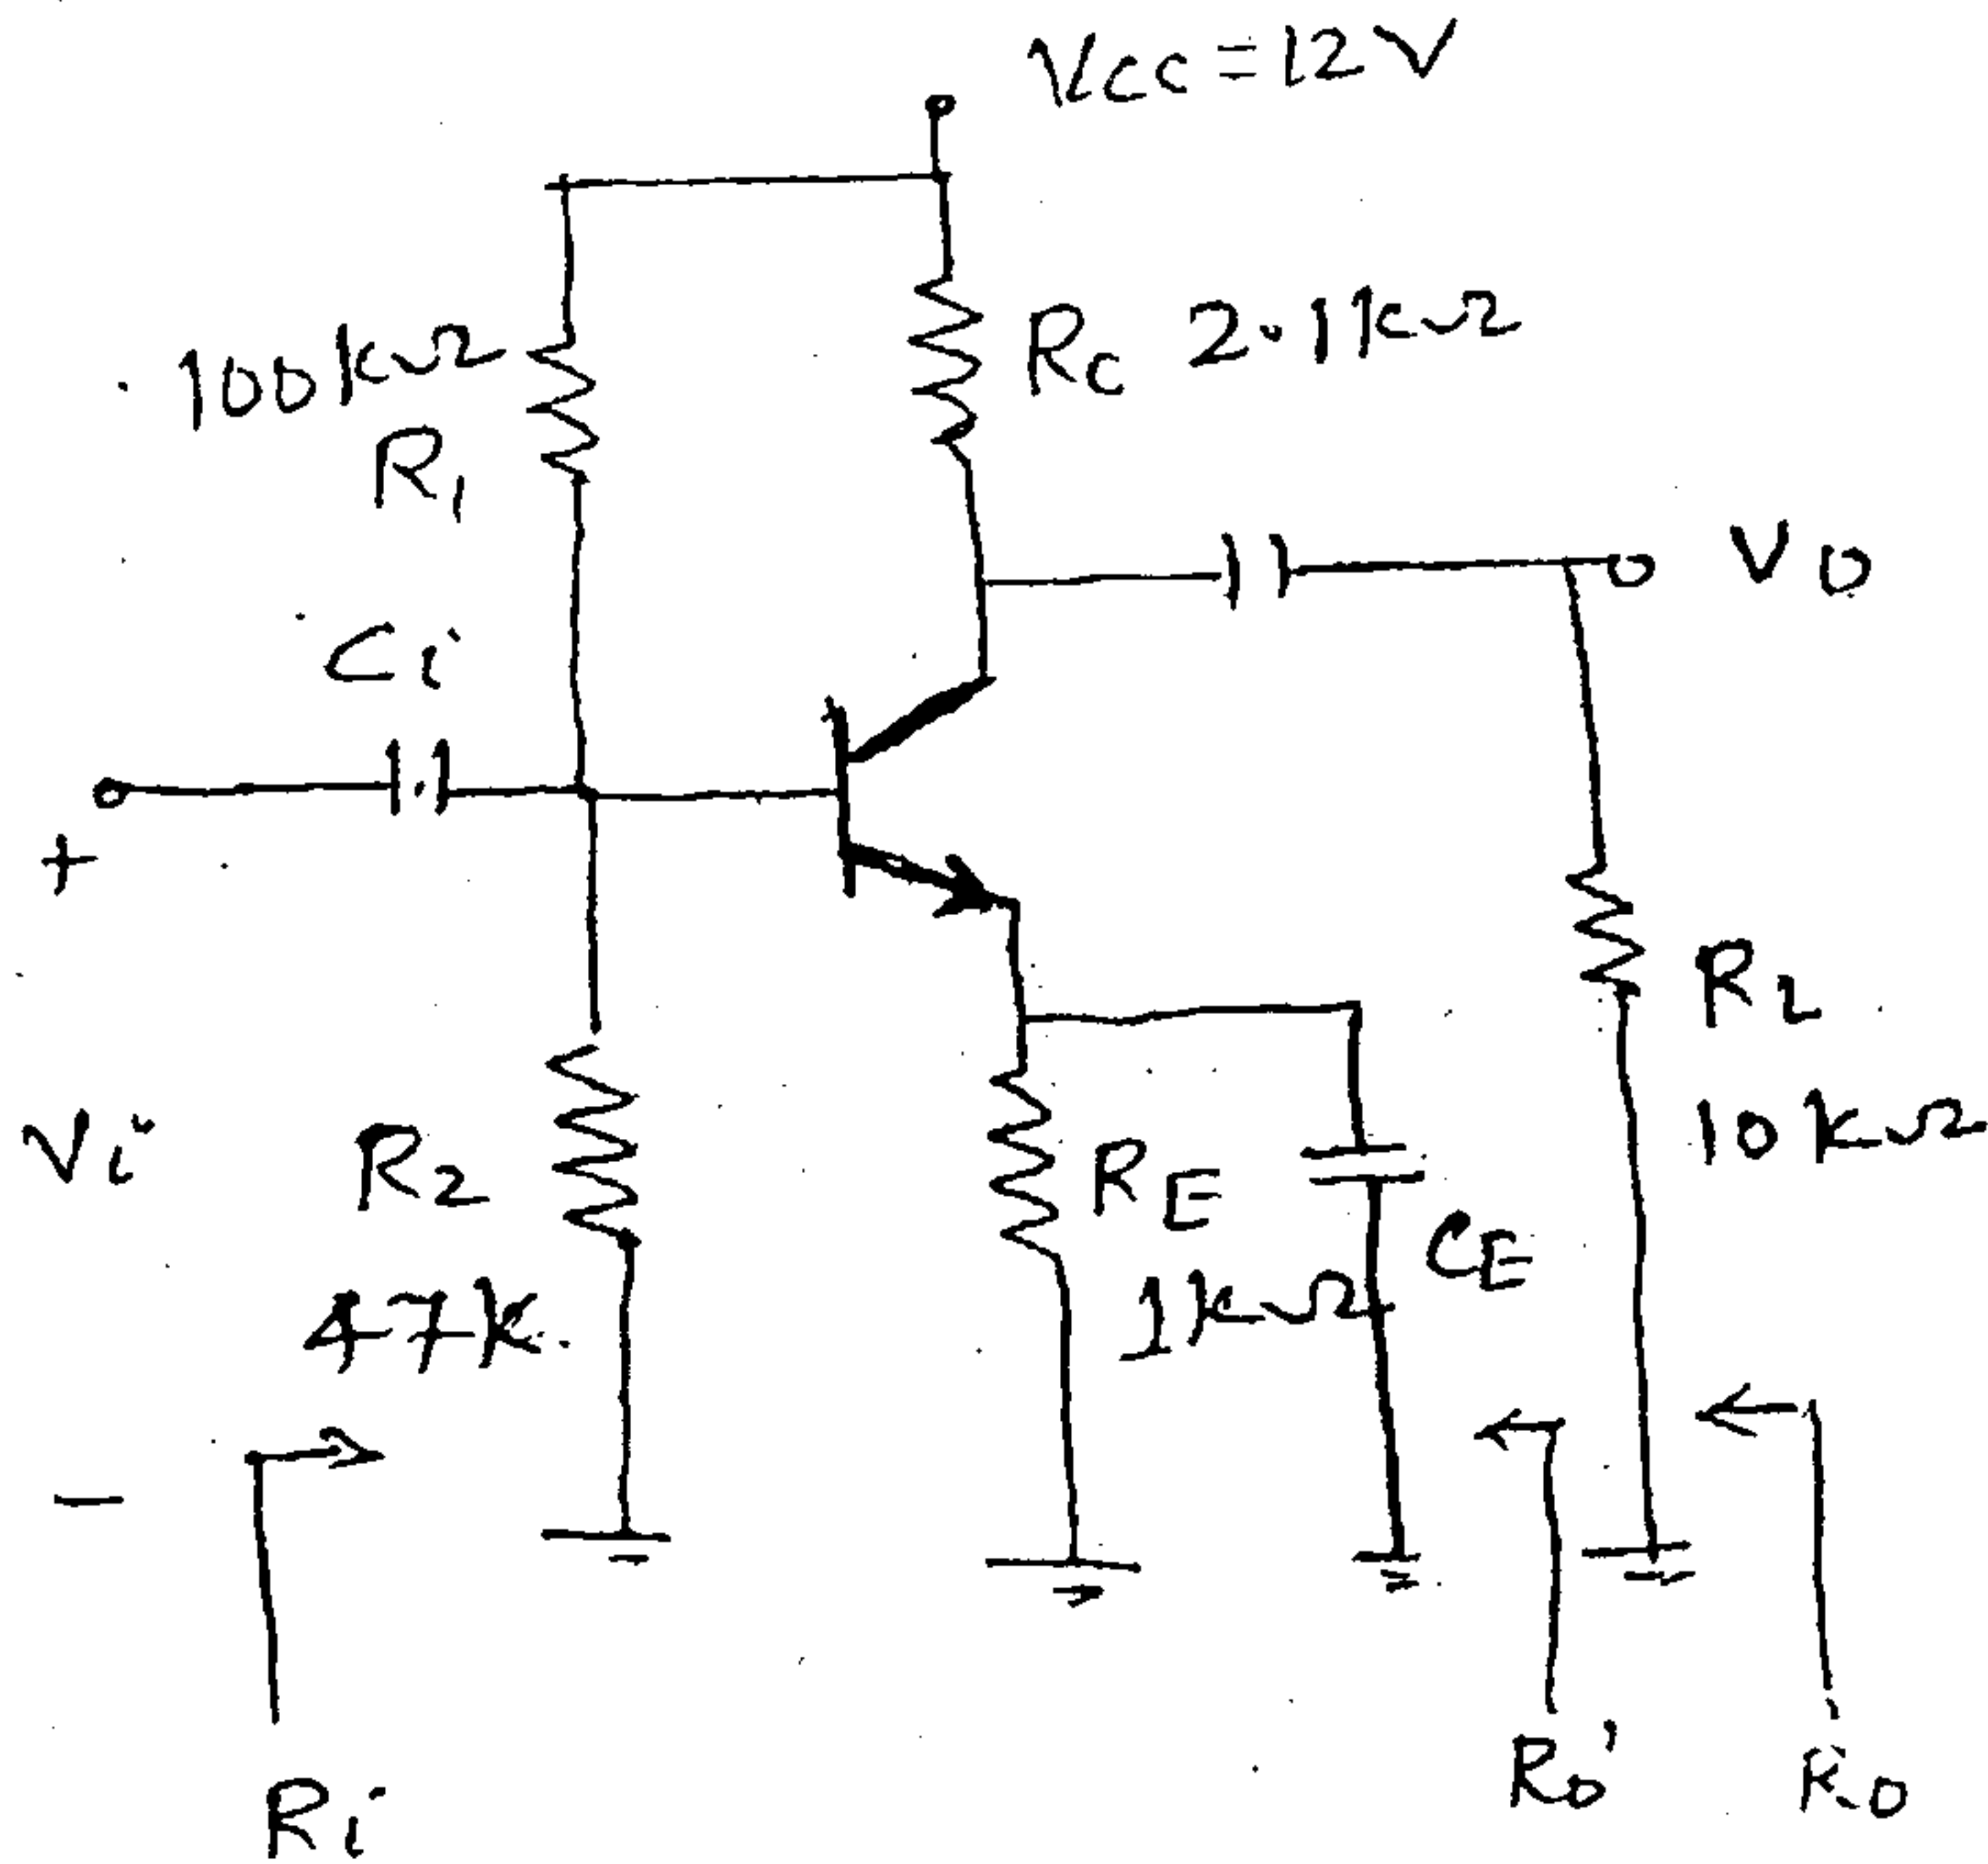 Vcc = 12V
100kΩ
R1
Rc 2.1kΩ
Ci
Vo
+
Vi
R2
47K
RE
1kΩ
CE
RL
10kΩ
−
Ri
Ro'
Ro